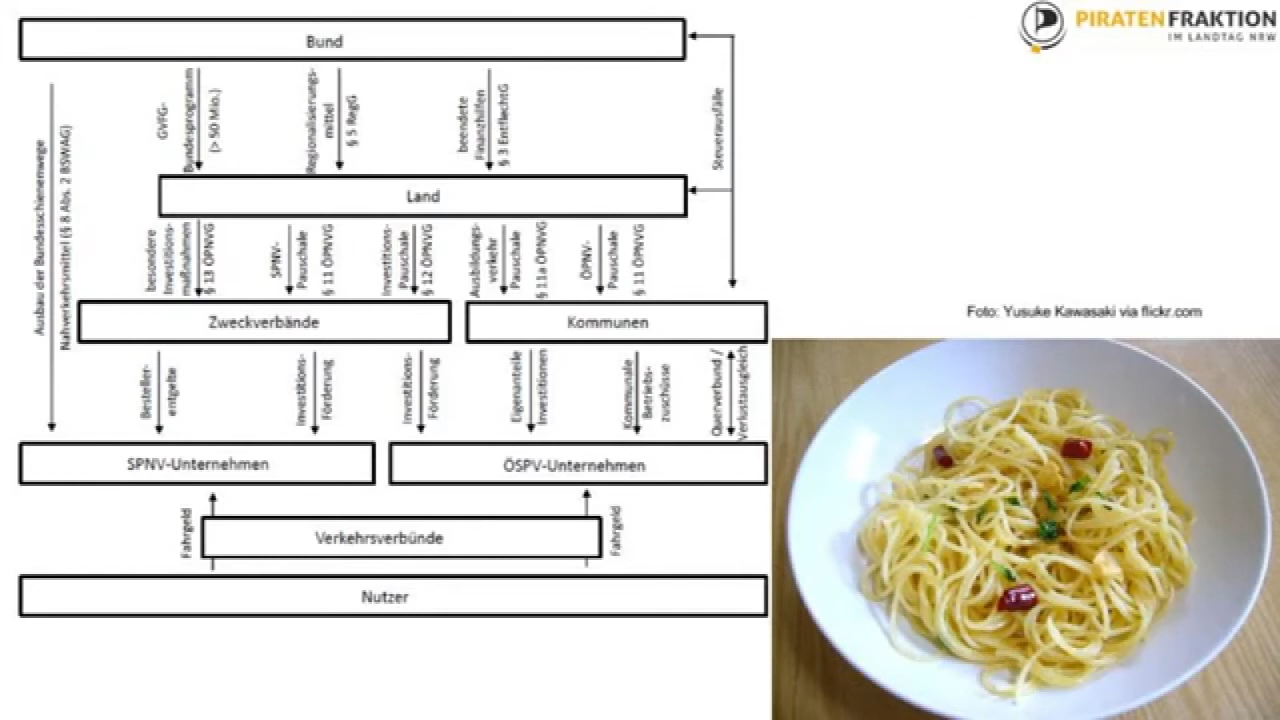 PIRATENFRAKTION
IM LANDTAG NRW
Bund
Ausbau der Bundesschienenwege
Nahverkehrsmittel (§ 8 Abs. 2 BSWAG)
GVFG-
Bundesprogramm
(> 50 Mio.)
Regionalisierungs-
mittel
§ 5 RegG
beendete
Finanzhilfen
§ 3 EntflechtG
Steuerausfälle
Land
besondere
Investitions-
maßnahmen
§ 13 ÖPNVG
SPNV-
Pauschale
§ 11 ÖPNVG
Investitions-
Pauschale
§ 12 ÖPNVG
Ausbildungs-
verkehr
Pauschale
§ 11a ÖPNVG
ÖPNV-
Pauschale
§ 11 ÖPNVG
Zweckverbände
Kommunen
Foto: Yusuke Kawasaki via flickr.com
Besteller-
entgelte
Investitions-
Förderung
Investitions-
Förderung
Eigenanteile
Investitionen
Kommunale
Betriebs-
zuschüsse
Querverbund /
Verlustausgleich
SPNV-Unternehmen
ÖSPV-Unternehmen
Fahrgeld
Verkehrsverbünde
Fahrgeld
Nutzer